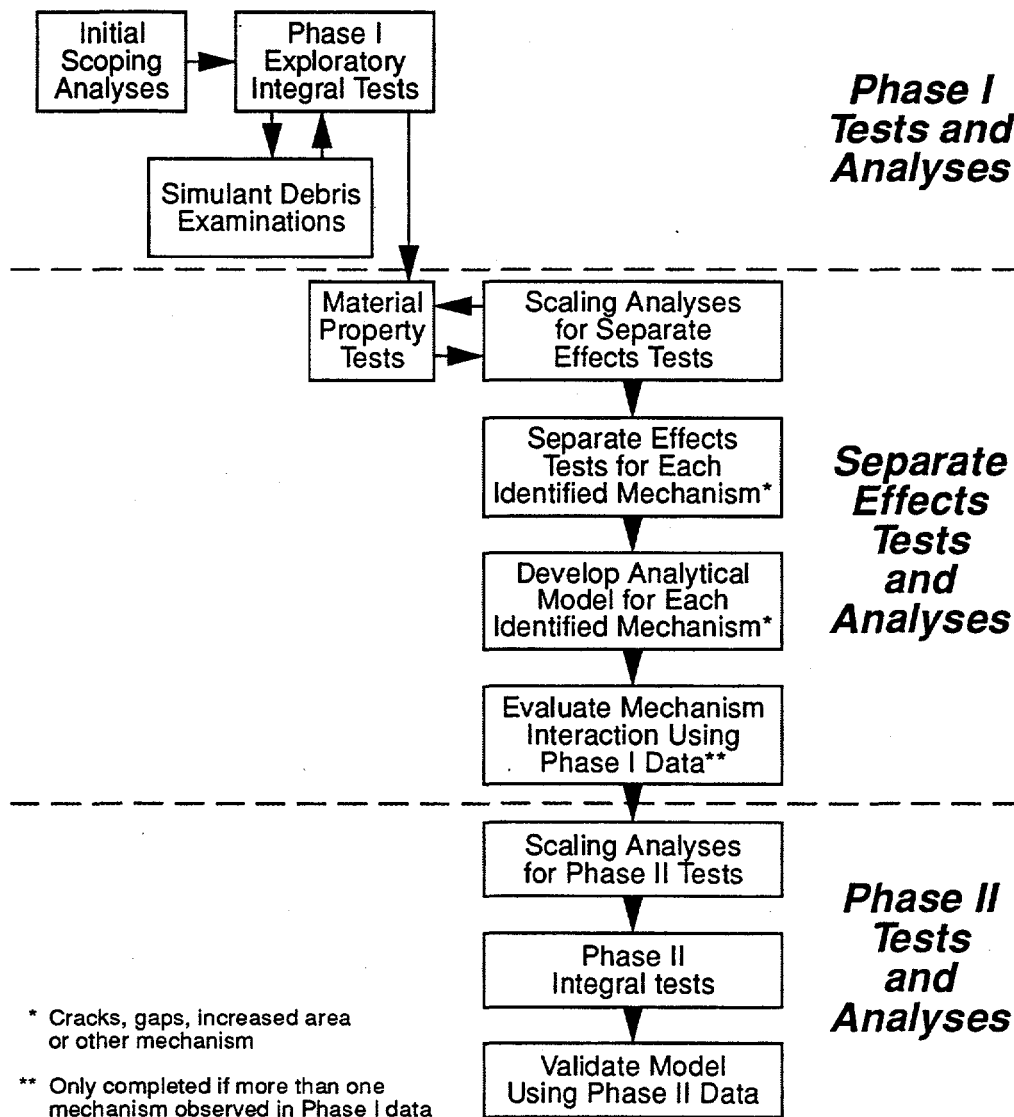 Initial
Scoping
Analyses
Phase I
Exploratory
Integral Tests
Simulant Debris
Examinations
Phase I
Tests and
Analyses
Material
Property
Tests
Scaling Analyses
for Separate
Effects Tests
Separate Effects
Tests for Each
Identified Mechanism*
Develop Analytical
Model for Each
Identified Mechanism*
Evaluate Mechanism
Interaction Using
Phase I Data**
Separate
Effects
Tests
and
Analyses
Scaling Analyses
for Phase II Tests
Phase II
Integral tests
Validate Model
Using Phase II Data
Phase II
Tests
and
Analyses
* Cracks, gaps, increased area
or other mechanism
** Only completed if more than one
mechanism observed in Phase I data